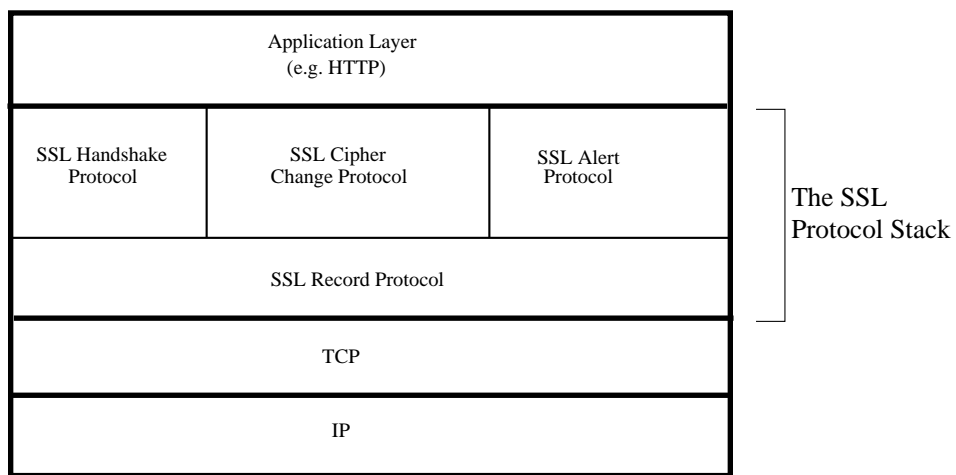 Application Layer
(e.g. HTTP)
SSL Handshake
Protocol
SSL Cipher
Change Protocol
SSL Alert
Protocol
The SSL
Protocol Stack
SSL Record Protocol
TCP
IP